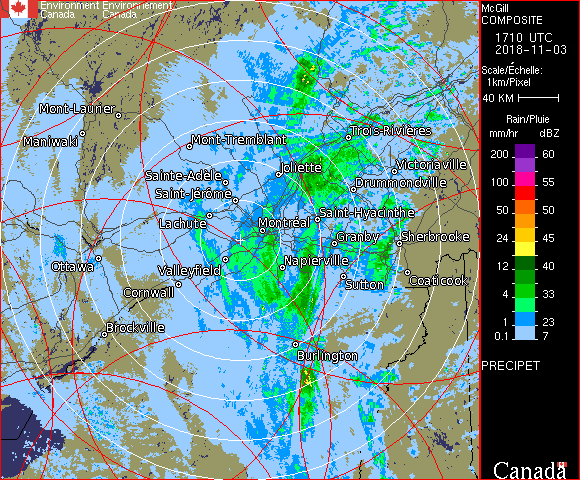 Environment Environnement
Canada Canada
McGill
COMPOSITE
1710 UTC
2018-11-03
Scale/Échelle:
1km/Pixel
40 KM
Rain/Pluie
mm/hr dBZ
200 60
100 55
50 50
24 45
12 40
4 33
1 23
0.1 7
PRECIPET
Canada
Mont-Laurier
Maniwaki
Mont-Tremblant
Trois-Rivières
Joliette
Victoriaville
Sainte-Adèle
Drummondville
Saint-Jérôme
Saint-Hyacinthe
Lachute
Montréal
Granby
Sherbrooke
Ottawa
Valleyfield
Napierville
Cornwall
Sutton
Coaticook
Brockville
Burlington